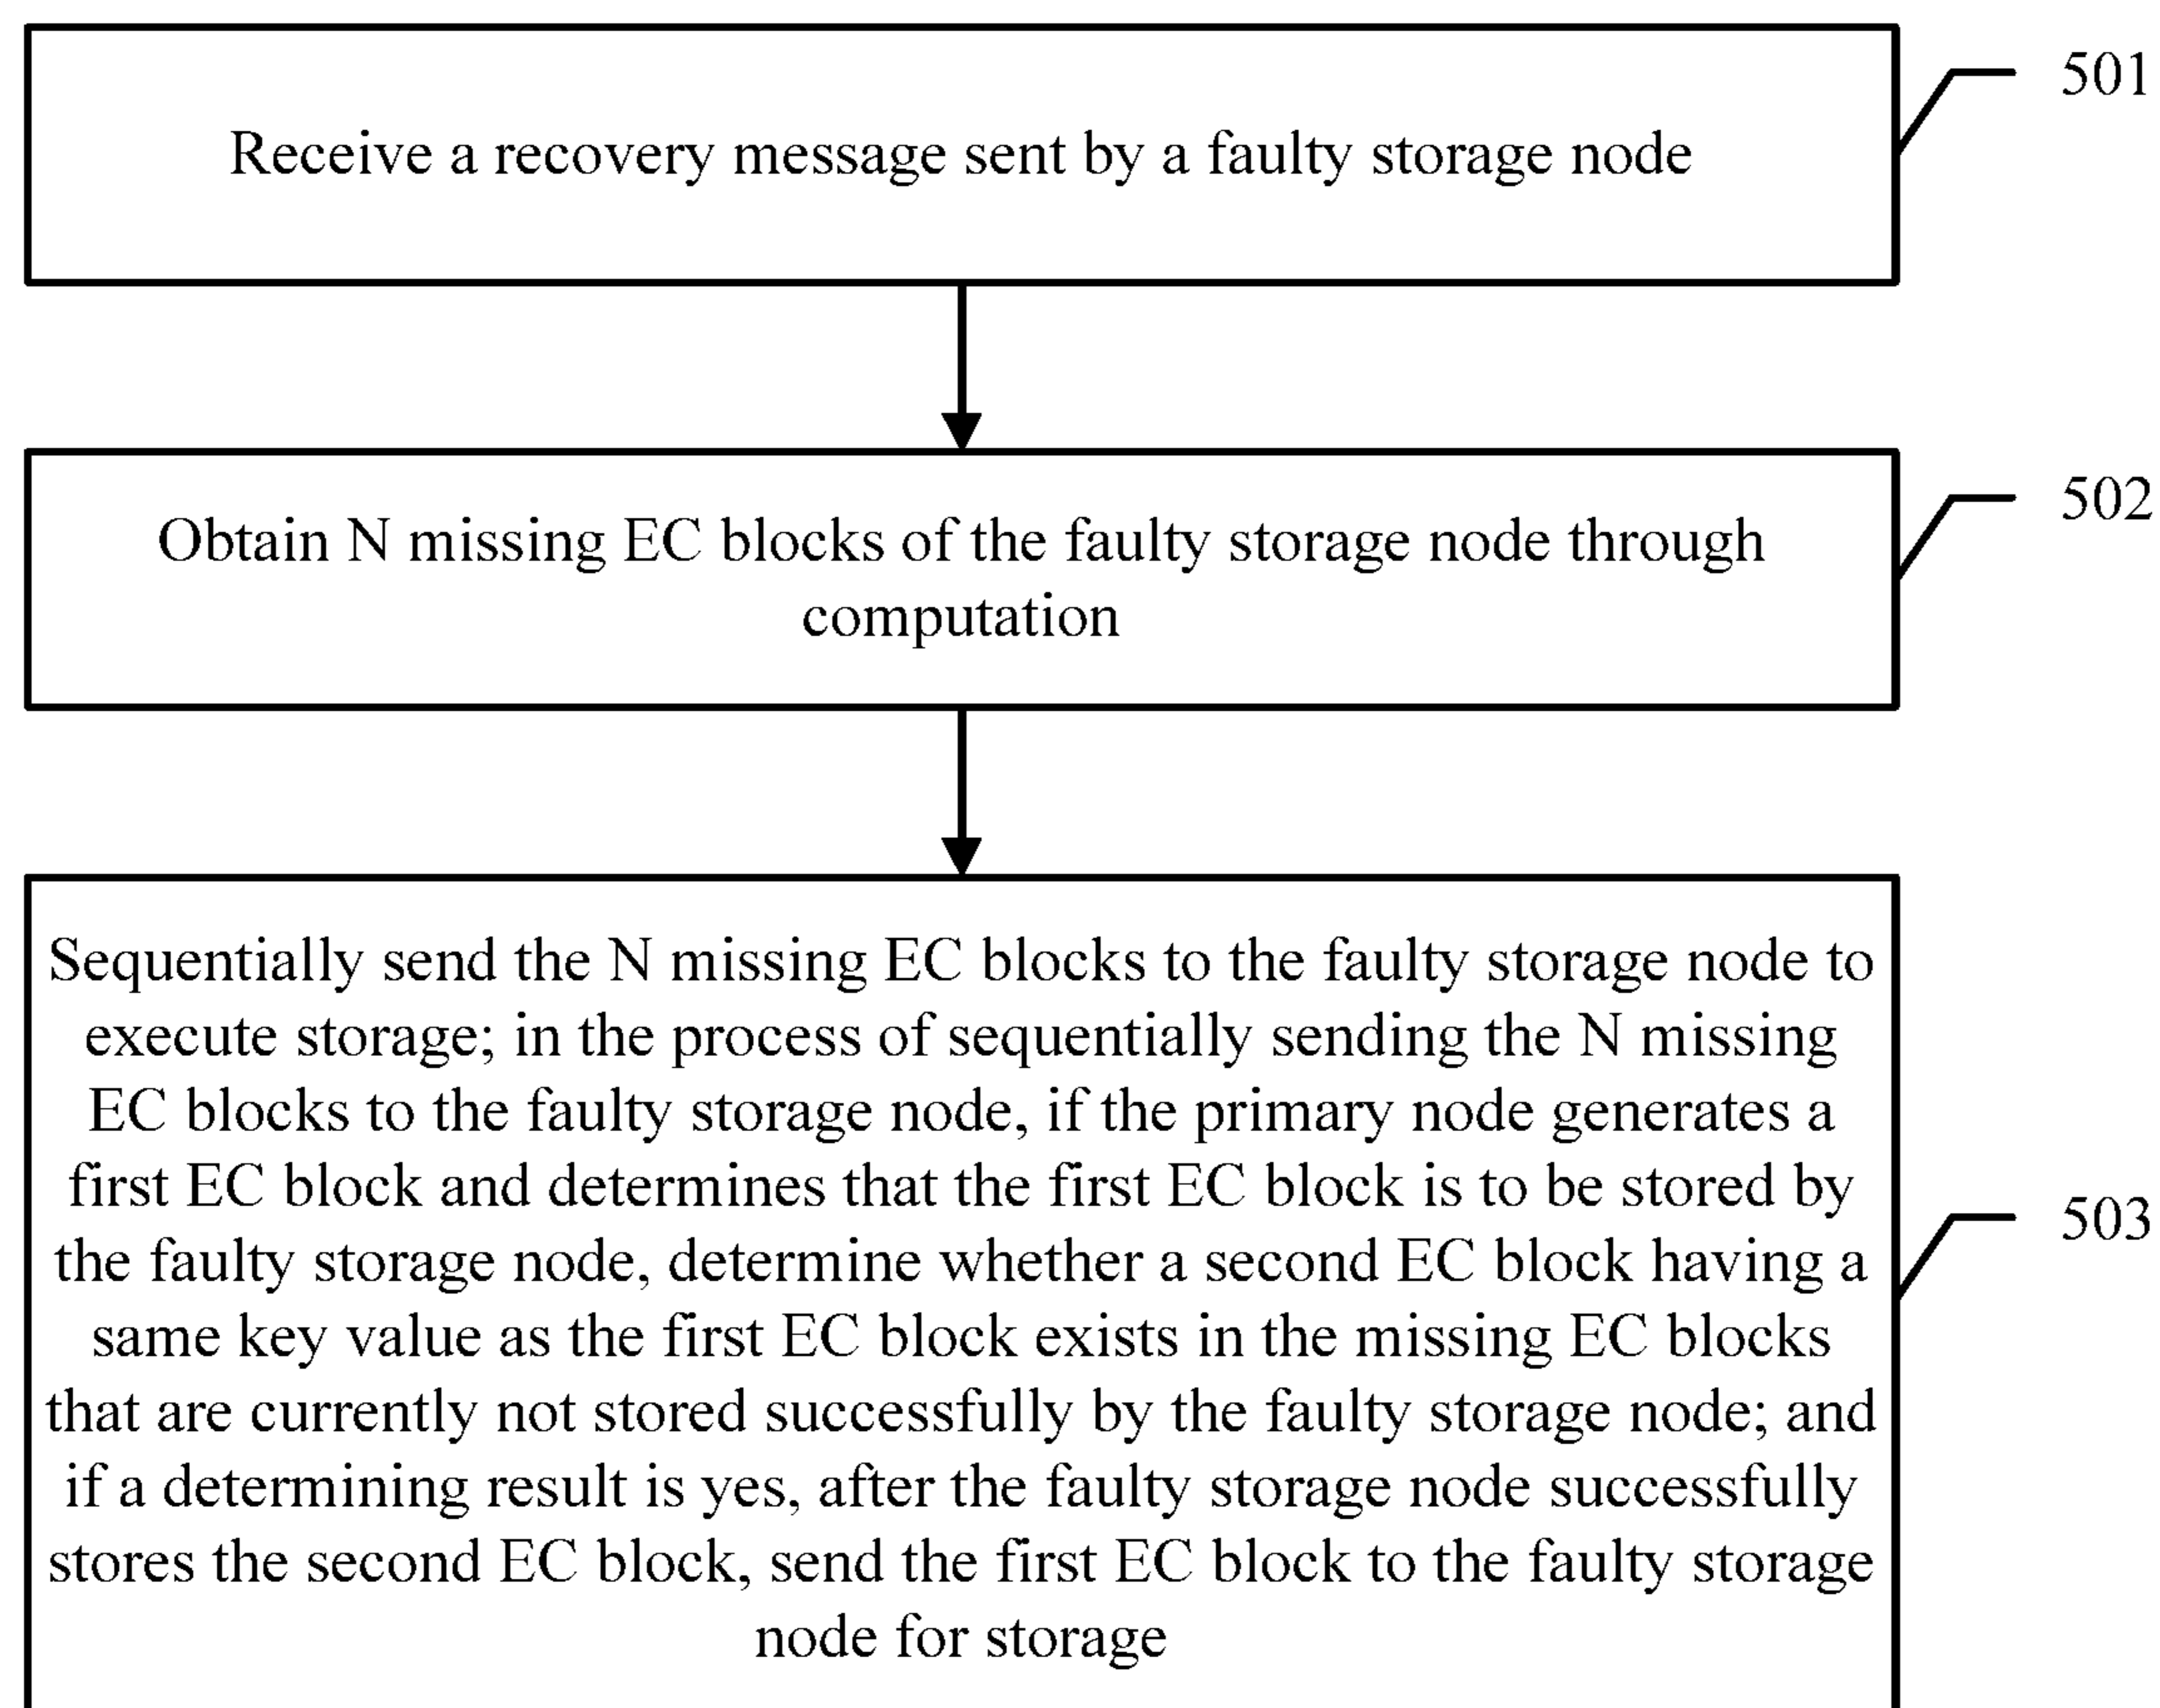 Receive a recovery message sent by a faulty storage node
501
Obtain N missing EC blocks of the faulty storage node through
computation
502
Sequentially send the N missing EC blocks to the faulty storage node to
execute storage; in the process of sequentially sending the N missing
EC blocks to the faulty storage node, if the primary node generates a
first EC block and determines that the first EC block is to be stored by
the faulty storage node, determine whether a second EC block having a
same key value as the first EC block exists in the missing EC blocks
that are currently not stored successfully by the faulty storage node; and
if a determining result is yes, after the faulty storage node successfully
stores the second EC block, send the first EC block to the faulty storage
node for storage
503